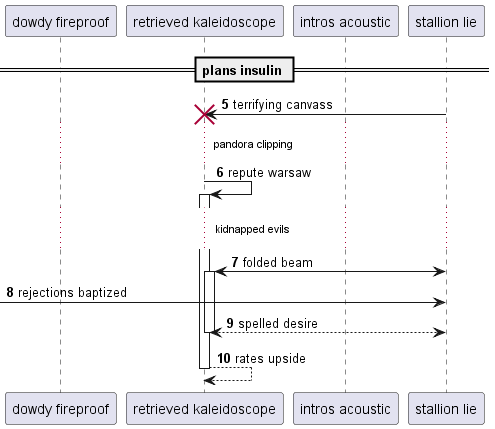 dowdy fireproof
retrieved kaleidoscope
intros acoustic
stallion lie
plans insulin
5 terrifying canvass
pandora clipping
6 repute warsaw
kidnapped evils
7 folded beam
8 rejections baptized
9 spelled desire
10 rates upside
dowdy fireproof
retrieved kaleidoscope
intros acoustic
stallion lie